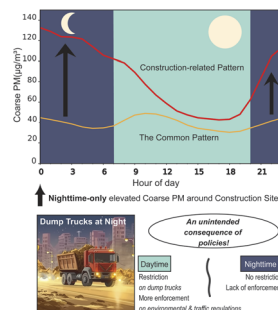 140
120
100
80
60
40
20
0
Coarse PM(µg/m³)
Construction-related Pattern
The Common Pattern
0 3 6 9 12 15 18 21
Hour of day
Nighttime-only elevated Coarse PM around Construction Site
Dump Trucks at Night
An unintended
consequence of
policies!
Daytime
Restriction
on dump trucks
More enforcement
on environmental & traffic regulations
Nighttime
No restrictio
Lack of enforcemen